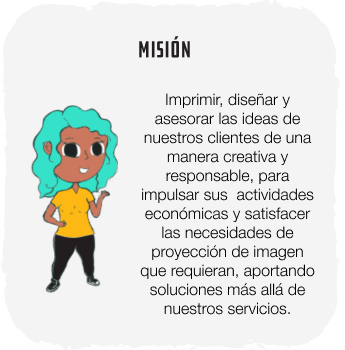 MISIÓN
Imprimir, diseñar y
asesorar las ideas de
nuestros clientes de una
manera creativa y
responsable, para
impulsar sus  actividades
económicas y satisfacer
las necesidades de
proyección de imagen
que requieran, aportando
soluciones más allá de
nuestros servicios.